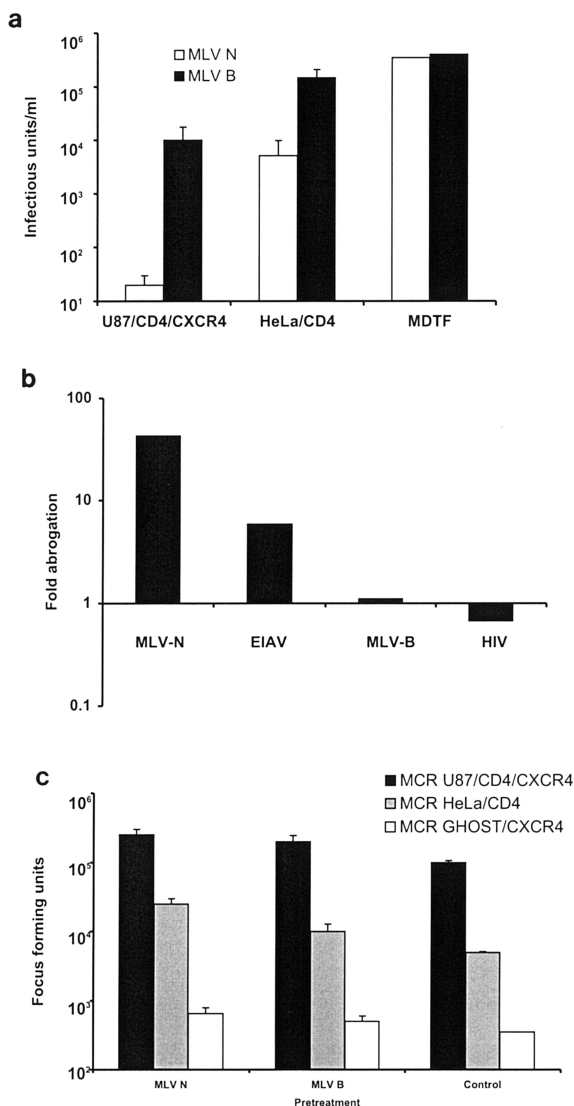 a
MLV N
MLV B
Infectious units/ml
10^6
10^5
10^4
10^3
10^2
10^1
U87/CD4/CXCR4 HeLa/CD4 MDTF
b
Fold abrogation
100
10
1
0.1
MLV-N EIAV MLV-B HIV
c
MCR U87/CD4/CXCR4
MCR HeLa/CD4
MCR GHOST/CXCR4
Focus forming units
10^6
10^5
10^4
10^3
10^2
MLV N MLV B Control
Pretreatment